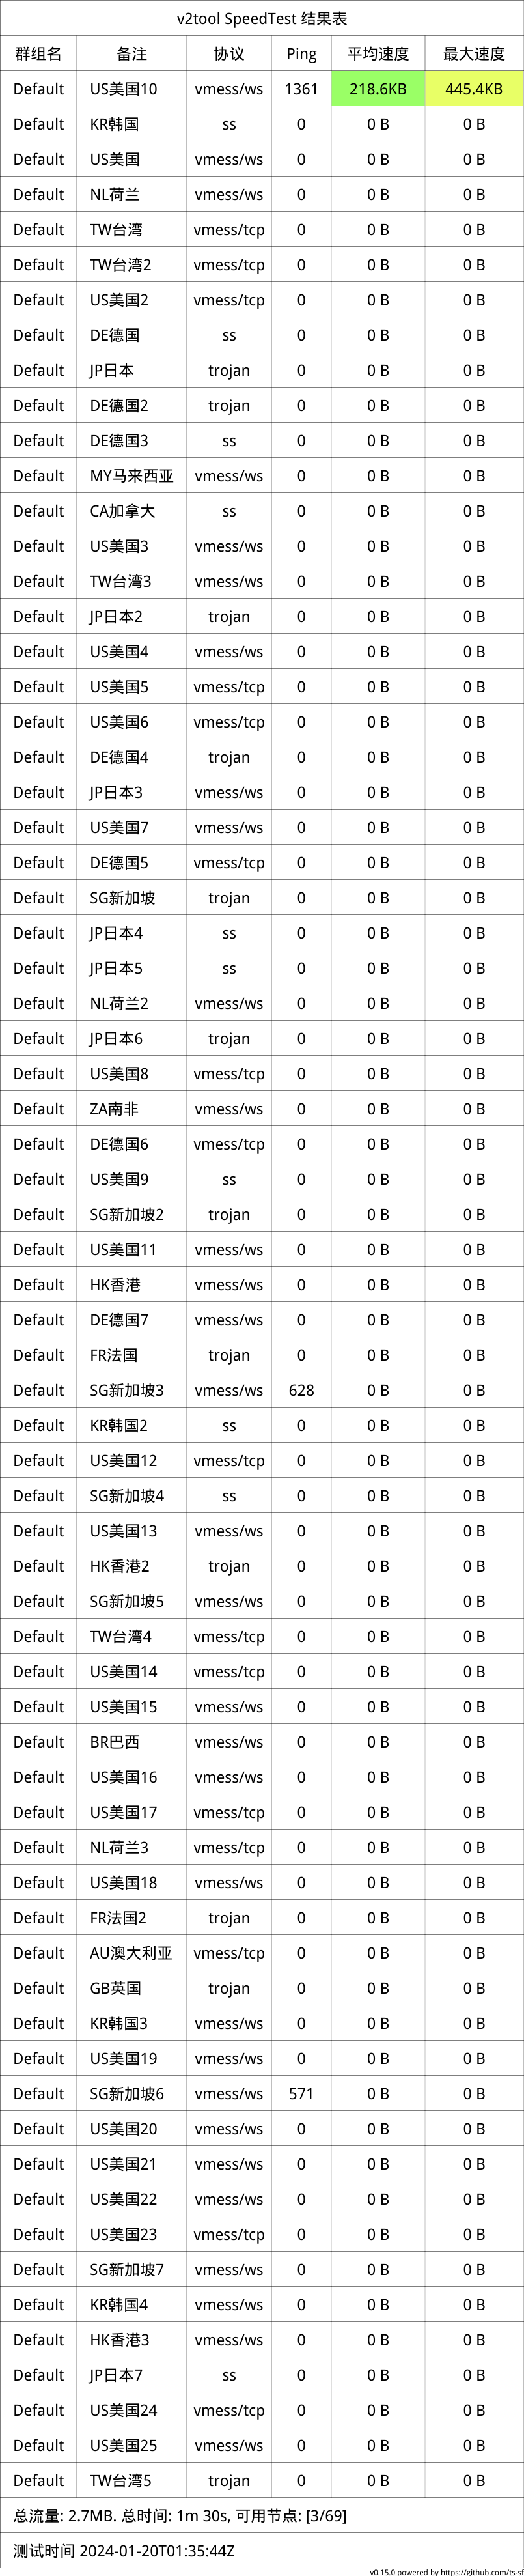 v2tool SpeedTest 结果表
群组名 备注 协议 Ping 平均速度 最大速度
Default US美国10 vmess/ws 1361 218.6KB 445.4KB
Default KR韩国 ss 0 0 B 0 B
Default US美国 vmess/ws 0 0 B 0 B
Default NL荷兰 vmess/ws 0 0 B 0 B
Default TW台湾 vmess/tcp 0 0 B 0 B
Default TW台湾2 vmess/tcp 0 0 B 0 B
Default US美国2 vmess/tcp 0 0 B 0 B
Default DE德国 ss 0 0 B 0 B
Default JP日本 trojan 0 0 B 0 B
Default DE德国2 trojan 0 0 B 0 B
Default DE德国3 ss 0 0 B 0 B
Default MY马来西亚 vmess/ws 0 0 B 0 B
Default CA加拿大 ss 0 0 B 0 B
Default US美国3 vmess/ws 0 0 B 0 B
Default TW台湾3 vmess/ws 0 0 B 0 B
Default JP日本2 trojan 0 0 B 0 B
Default US美国4 vmess/ws 0 0 B 0 B
Default US美国5 vmess/tcp 0 0 B 0 B
Default US美国6 vmess/tcp 0 0 B 0 B
Default DE德国4 trojan 0 0 B 0 B
Default JP日本3 vmess/ws 0 0 B 0 B
Default US美国7 vmess/ws 0 0 B 0 B
Default DE德国5 vmess/tcp 0 0 B 0 B
Default SG新加坡 trojan 0 0 B 0 B
Default JP日本4 ss 0 0 B 0 B
Default JP日本5 ss 0 0 B 0 B
Default NL荷兰2 vmess/ws 0 0 B 0 B
Default JP日本6 trojan 0 0 B 0 B
Default US美国8 vmess/tcp 0 0 B 0 B
Default ZA南非 vmess/ws 0 0 B 0 B
Default DE德国6 vmess/tcp 0 0 B 0 B
Default US美国9 ss 0 0 B 0 B
Default SG新加坡2 trojan 0 0 B 0 B
Default US美国11 vmess/ws 0 0 B 0 B
Default HK香港 vmess/ws 0 0 B 0 B
Default DE德国7 vmess/ws 0 0 B 0 B
Default FR法国 trojan 0 0 B 0 B
Default SG新加坡3 vmess/ws 628 0 B 0 B
Default KR韩国2 ss 0 0 B 0 B
Default US美国12 vmess/tcp 0 0 B 0 B
Default SG新加坡4 ss 0 0 B 0 B
Default US美国13 vmess/ws 0 0 B 0 B
Default HK香港2 trojan 0 0 B 0 B
Default SG新加坡5 vmess/ws 0 0 B 0 B
Default TW台湾4 vmess/tcp 0 0 B 0 B
Default US美国14 vmess/tcp 0 0 B 0 B
Default US美国15 vmess/ws 0 0 B 0 B
Default BR巴西 vmess/ws 0 0 B 0 B
Default US美国16 vmess/ws 0 0 B 0 B
Default US美国17 vmess/tcp 0 0 B 0 B
Default NL荷兰3 vmess/tcp 0 0 B 0 B
Default US美国18 vmess/ws 0 0 B 0 B
Default FR法国2 trojan 0 0 B 0 B
Default AU澳大利亚 vmess/tcp 0 0 B 0 B
Default GB英国 trojan 0 0 B 0 B
Default KR韩国3 vmess/ws 0 0 B 0 B
Default US美国19 vmess/ws 0 0 B 0 B
Default SG新加坡6 vmess/ws 571 0 B 0 B
Default US美国20 vmess/ws 0 0 B 0 B
Default US美国21 vmess/ws 0 0 B 0 B
Default US美国22 vmess/ws 0 0 B 0 B
Default US美国23 vmess/tcp 0 0 B 0 B
Default SG新加坡7 vmess/ws 0 0 B 0 B
Default KR韩国4 vmess/ws 0 0 B 0 B
Default HK香港3 vmess/ws 0 0 B 0 B
Default JP日本7 ss 0 0 B 0 B
Default US美国24 vmess/tcp 0 0 B 0 B
Default US美国25 vmess/ws 0 0 B 0 B
Default TW台湾5 trojan 0 0 B 0 B
总流量: 2.7MB. 总时间: 1m 30s, 可用节点: [3/69]
测试时间 2024-01-20T01:35:44Z
v0.15.0 powered by https://github.com/ts-sf